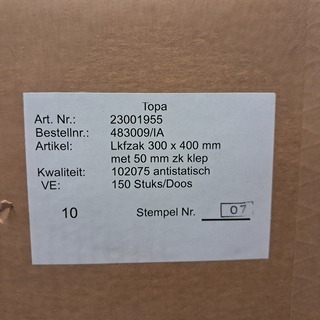 Topa
Art. Nr.: 23001955
Bestellnr.: 483009/IA
Artikel: Lkfzak 300 x 400 mm
met 50 mm zk klep
Kwaliteit: 102075 antistatisch
VE: 150 Stuks/Doos
10 Stempel Nr. 07